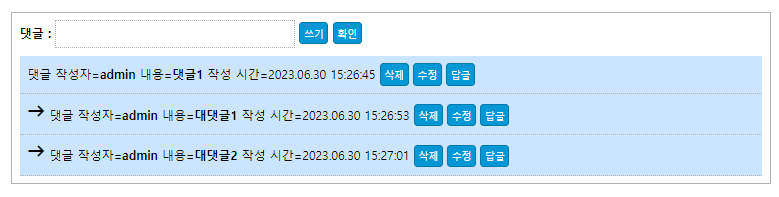 댓글 : 쓰기 확인
댓글 작성자=admin 내용=댓글1 작성 시간=2023.06.30 15:26:45 삭제 수정 답글
→ 댓글 작성자=admin 내용=대댓글1 작성 시간=2023.06.30 15:26:53 삭제 수정 답글
→ 댓글 작성자=admin 내용=대댓글2 작성 시간=2023.06.30 15:27:01 삭제 수정 답글